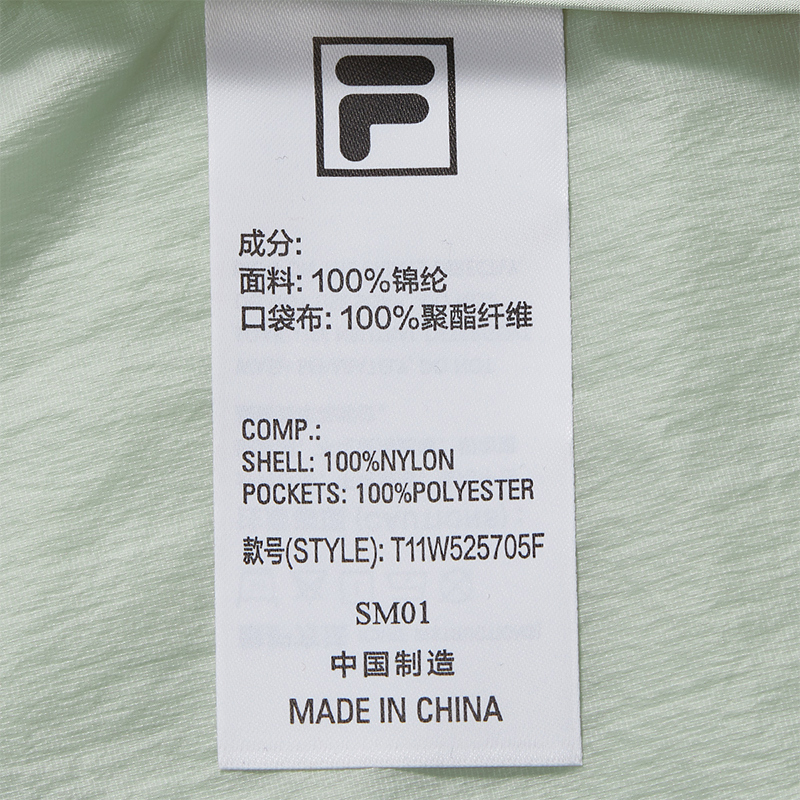 F
成分:
面料: 100%锦纶
口袋布: 100%聚酯纤维
COMP.:
SHELL: 100%NYLON
POCKETS: 100%POLYESTER
款号(STYLE): T11W525705F
SM01
中国制造
MADE IN CHINA